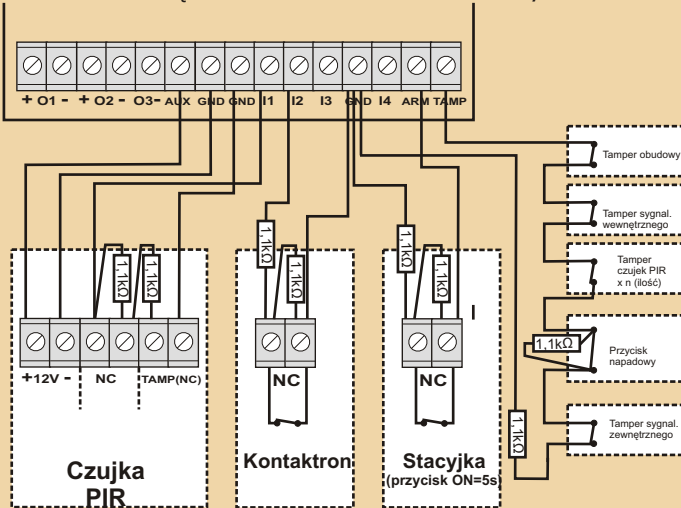 + O1 - + O2 - O3- AUX GND GND I1 I2 I3 GND I4 ARM TAMP
Tamper obudowy
Tamper sygnal.
wewnętrznego
Tamper
czujek PIR
x n (ilość)
Przycisk
napadowy
Tamper sygnal.
zewnętrznego
1,1kΩ
1,1kΩ
1,1kΩ
1,1kΩ
1,1kΩ
1,1kΩ
1,1kΩ
1,1kΩ
I
+12V - NC TAMP(NC)
NC
NC
Czujka
PIR
Kontaktron
Stacyjka
(przycisk ON=5s)